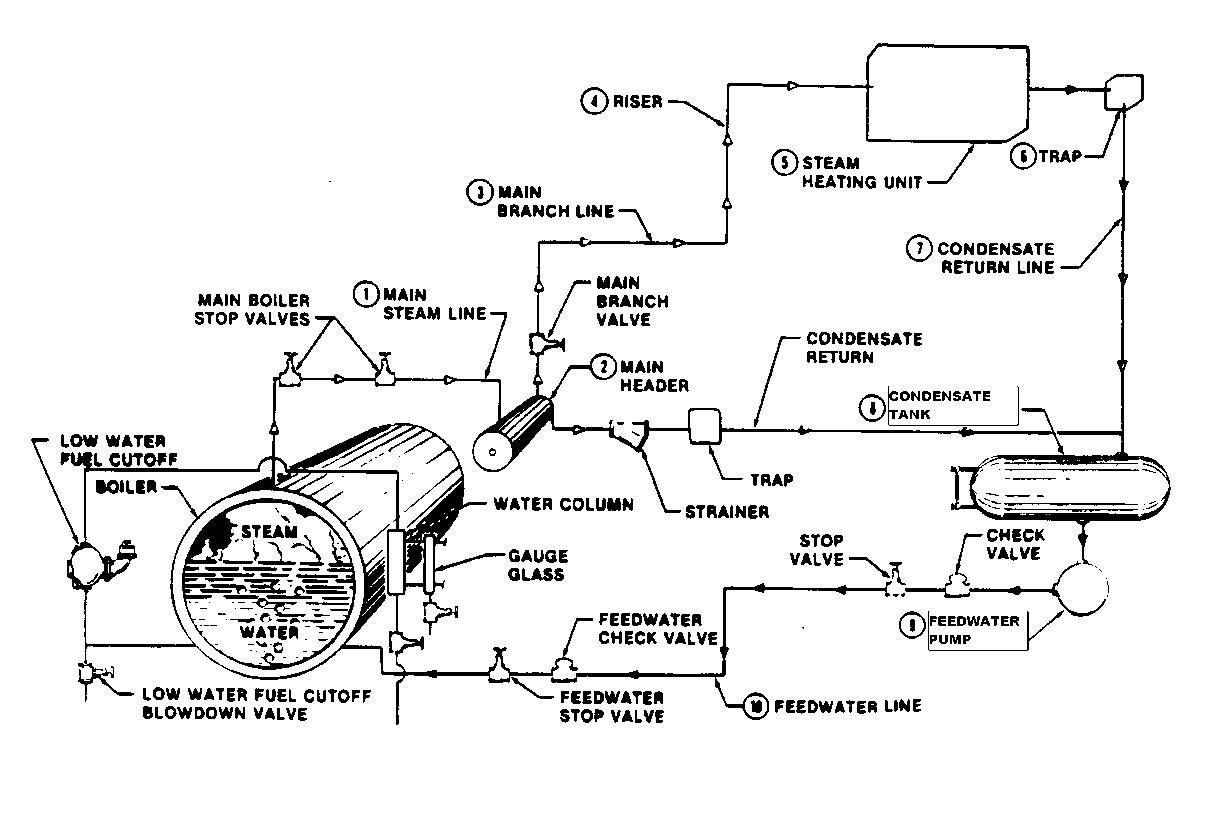 4 RISER
6 TRAP
5 STEAM
HEATING UNIT
3 MAIN
BRANCH LINE
7 CONDENSATE
RETURN LINE
MAIN
BRANCH
VALVE
1 MAIN
STEAM LINE
MAIN BOILER
STOP VALVES
CONDENSATE
RETURN
2 MAIN
HEADER
8 CONDENSATE
TANK
LOW WATER
FUEL CUTOFF
BOILER
TRAP
WATER COLUMN
STRAINER
STEAM
STOP
VALVE
CHECK
VALVE
GAUGE
GLASS
WATER
FEEDWATER
CHECK VALVE
9 FEEDWATER
PUMP
LOW WATER FUEL CUTOFF
BLOWDOWN VALVE
FEEDWATER
STOP VALVE
10 FEEDWATER LINE